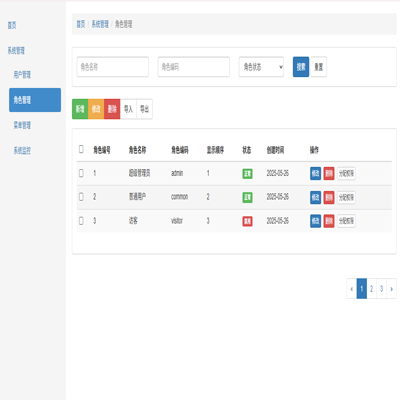 首页
系统管理
用户管理
角色管理
菜单管理
系统监控
首页 / 系统管理 / 角色管理
角色名称 角色编码 角色状态 搜索 重置
新增 修改 删除 导入 导出
角色编号 角色名称 角色编码 显示顺序 状态 创建时间 操作
1 超级管理员 admin 1 正常 2025-05-26 修改 删除 分配权限
2 普通用户 common 2 正常 2025-05-26 修改 删除 分配权限
3 访客 visitor 3 禁用 2025-05-26 修改 删除 分配权限
« 1 2 3 »